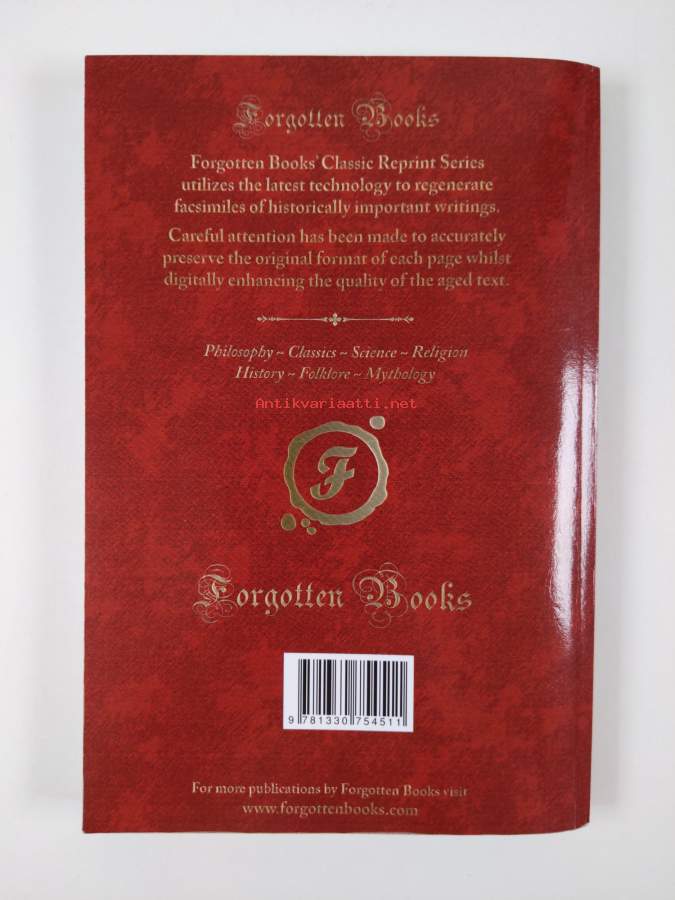 Forgotten Books
Forgotten Books' Classic Reprint Series
utilizes the latest technology to regenerate
facsimiles of historically important writings.
Careful attention has been made to accurately
preserve the original format of each page whilst
digitally enhancing the quality of the aged text.
Philosophy ~ Classics ~ Science ~ Religion
History ~ Folklore ~ Mythology
Antikvariaatti.net
F
Forgotten Books
9 781330 754511
For more publications by Forgotten Books visit
www.forgottenbooks.com